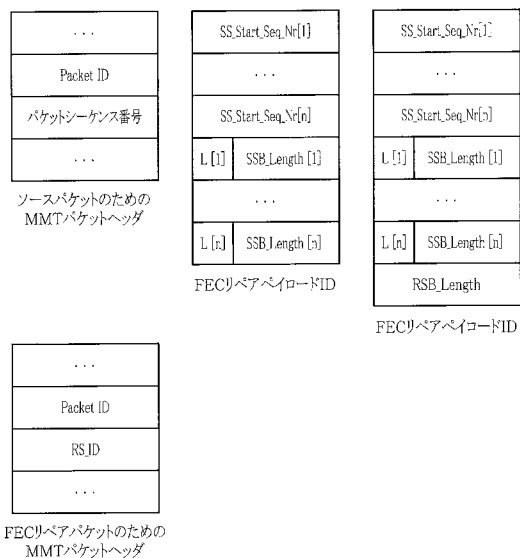 . . .
Packet ID
パケットシーケンス番号
. . .
ソースパケットのための
MMTパケットヘッダ
SS_Start_Seq_Nr[1]
. . .
SS_Start_Seq_Nr[n]
L [1] SSB_Length [1]
. . .
L [n] SSB_Length [n]
FECリペアペイロードID
SS_Start_Seq_Nr[1]
. . .
SS_Start_Seq_Nr[n]
L [1] SSB_Length [1]
. . .
L [n] SSB_Length [n]
RSB_Length
FECリペアペイロードID
. . .
Packet ID
RS_ID
. . .
FECリペアパケットのための
MMTパケットヘッダ